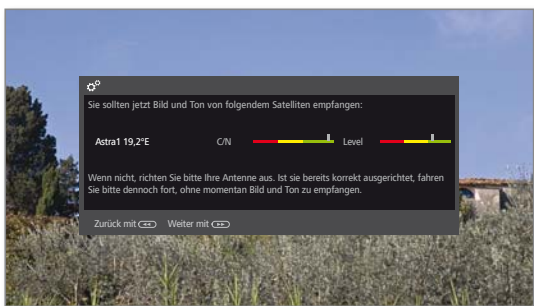 Sie sollten jetzt Bild und Ton von folgendem Satelliten empfangen:
Astra1 19,2°E C/N Level
Wenn nicht, richten Sie bitte Ihre Antenne aus. Ist sie bereits korrekt ausgerichtet, fahren
Sie bitte dennoch fort, ohne momentan Bild und Ton zu empfangen.
Zurück mit Weiter mit